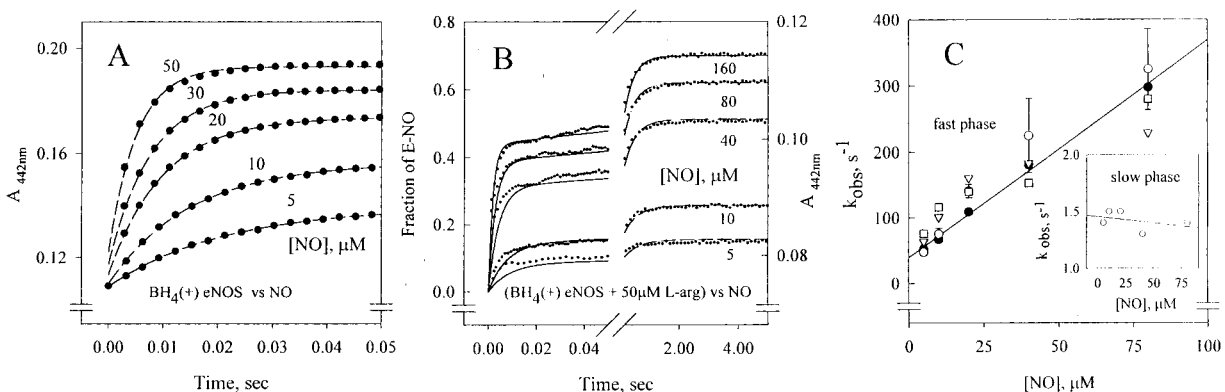 A
0.20
0.16
0.12
A 442nm
50
30
20
10
5
[NO], μM
BH4(+) eNOS vs NO
0.00 0.01 0.02 0.03 0.04 0.05
Time, sec
B
0.8
0.6
0.4
0.2
0.0
Fraction of E-NO
160
80
40
[NO], μM
10
5
(BH4(+) eNOS + 50μM L-arg) vs NO
0.00 0.02 0.04 2.00 4.00
Time, sec
0.12
0.10
0.08
A 442nm
C
400
300
200
100
0
kobs, s-1
fast phase
2.0
1.5
1.0
k obs, s-1
slow phase
0 20 40 60 80
[NO], μM
0 25 50 75 100
[NO], μM